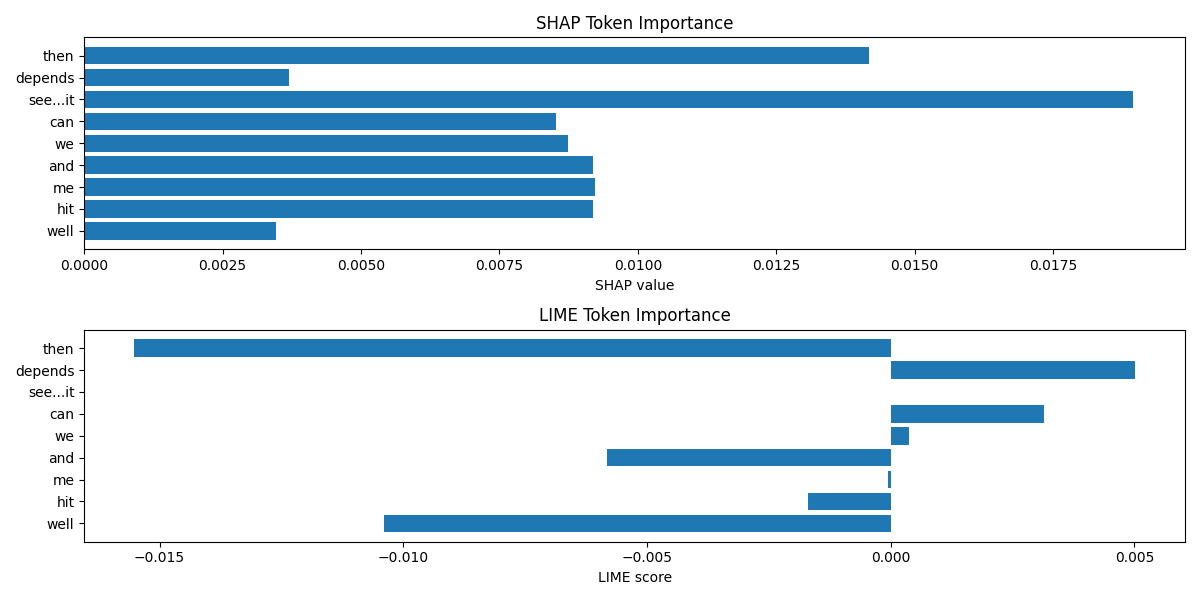 SHAP Token Importance
then
depends
see...it
can
we
and
me
hit
well
0.0000 0.0025 0.0050 0.0075 0.0100 0.0125 0.0150 0.0175
SHAP value
LIME Token Importance
then
depends
see...it
can
we
and
me
hit
well
−0.015 −0.010 −0.005 0.000 0.005
LIME score